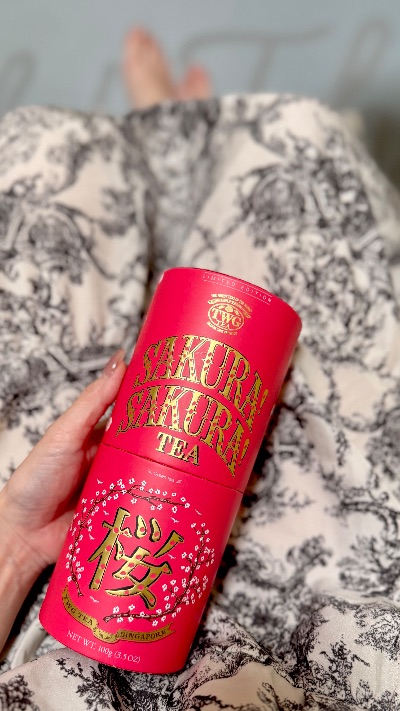 LIMITED EDITION
TWG
SAKURA!
SAKURA!
TEA
桜
TWG TEA SINGAPORE
NET WT. 100g (3.5 OZ)